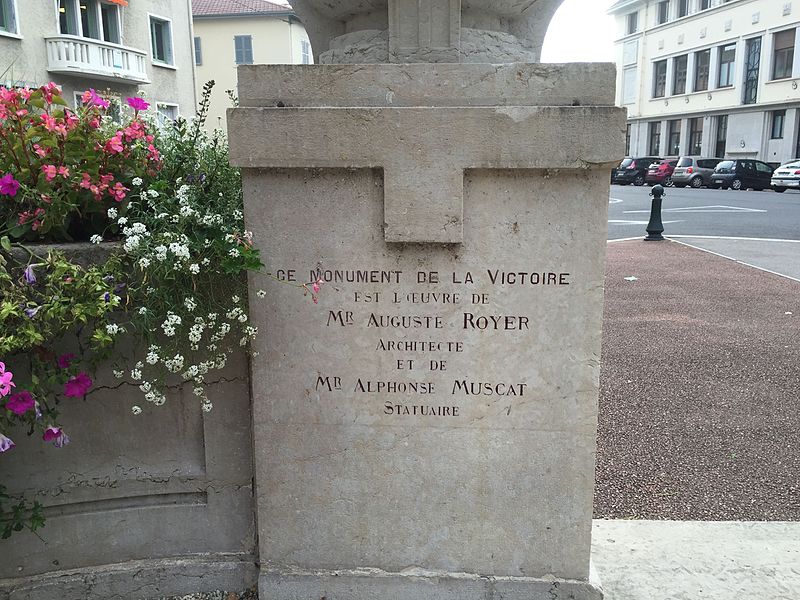 CE MONUMENT DE LA VICTOIRE
EST L'ŒUVRE DE
MR AUGUSTE ROYER
ARCHITECTE
ET DE
MR ALPHONSE MUSCAT
STATUAIRE